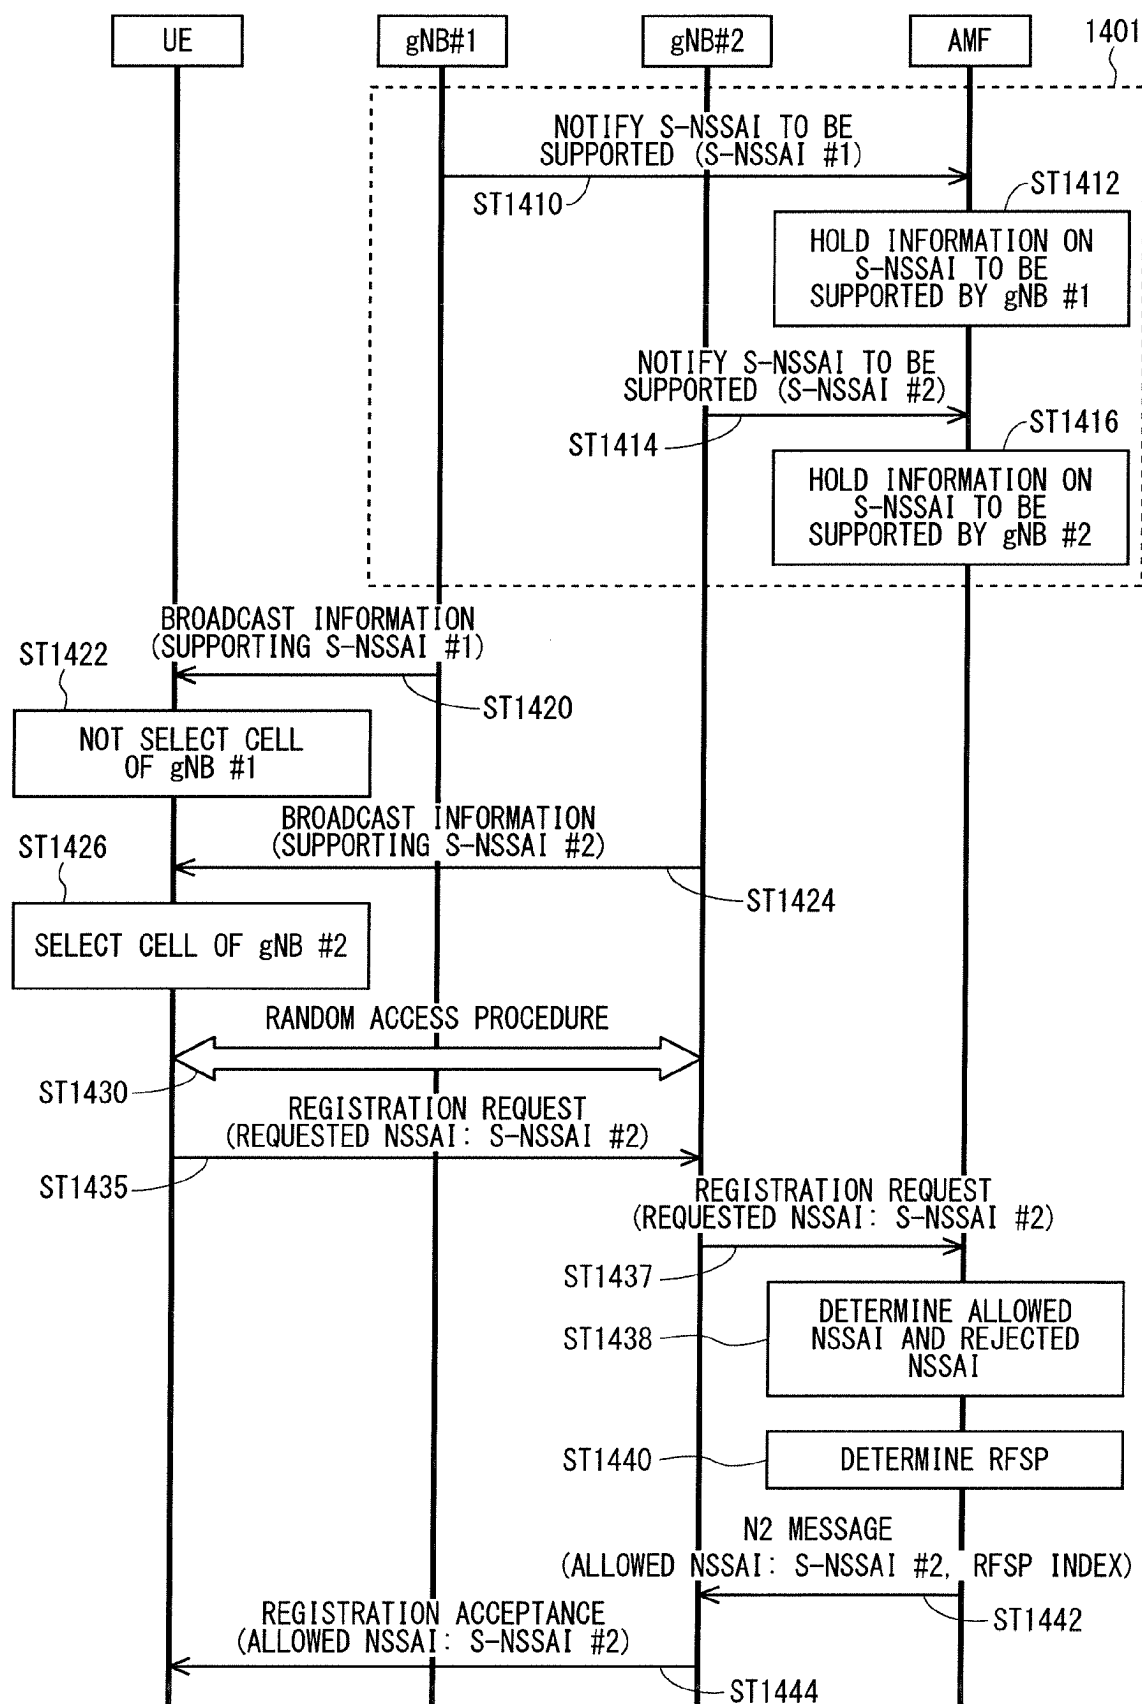 UE
gNB#1
gNB#2
AMF
1401
NOTIFY S-NSSAI TO BE
SUPPORTED (S-NSSAI #1)
ST1410
ST1412
HOLD INFORMATION ON
S-NSSAI TO BE
SUPPORTED BY gNB #1
NOTIFY S-NSSAI TO BE
SUPPORTED (S-NSSAI #2)
ST1414
ST1416
HOLD INFORMATION ON
S-NSSAI TO BE
SUPPORTED BY gNB #2
BROADCAST INFORMATION
(SUPPORTING S-NSSAI #1)
ST1422
ST1420
NOT SELECT CELL
OF gNB #1
BROADCAST INFORMATION
(SUPPORTING S-NSSAI #2)
ST1426
ST1424
SELECT CELL OF gNB #2
RANDOM ACCESS PROCEDURE
ST1430
REGISTRATION REQUEST
(REQUESTED NSSAI: S-NSSAI #2)
ST1435
REGISTRATION REQUEST
(REQUESTED NSSAI: S-NSSAI #2)
ST1437
DETERMINE ALLOWED
NSSAI AND REJECTED
NSSAI
ST1438
ST1440
DETERMINE RFSP
N2 MESSAGE
(ALLOWED NSSAI: S-NSSAI #2, RFSP INDEX)
ST1442
REGISTRATION ACCEPTANCE
(ALLOWED NSSAI: S-NSSAI #2)
ST1444